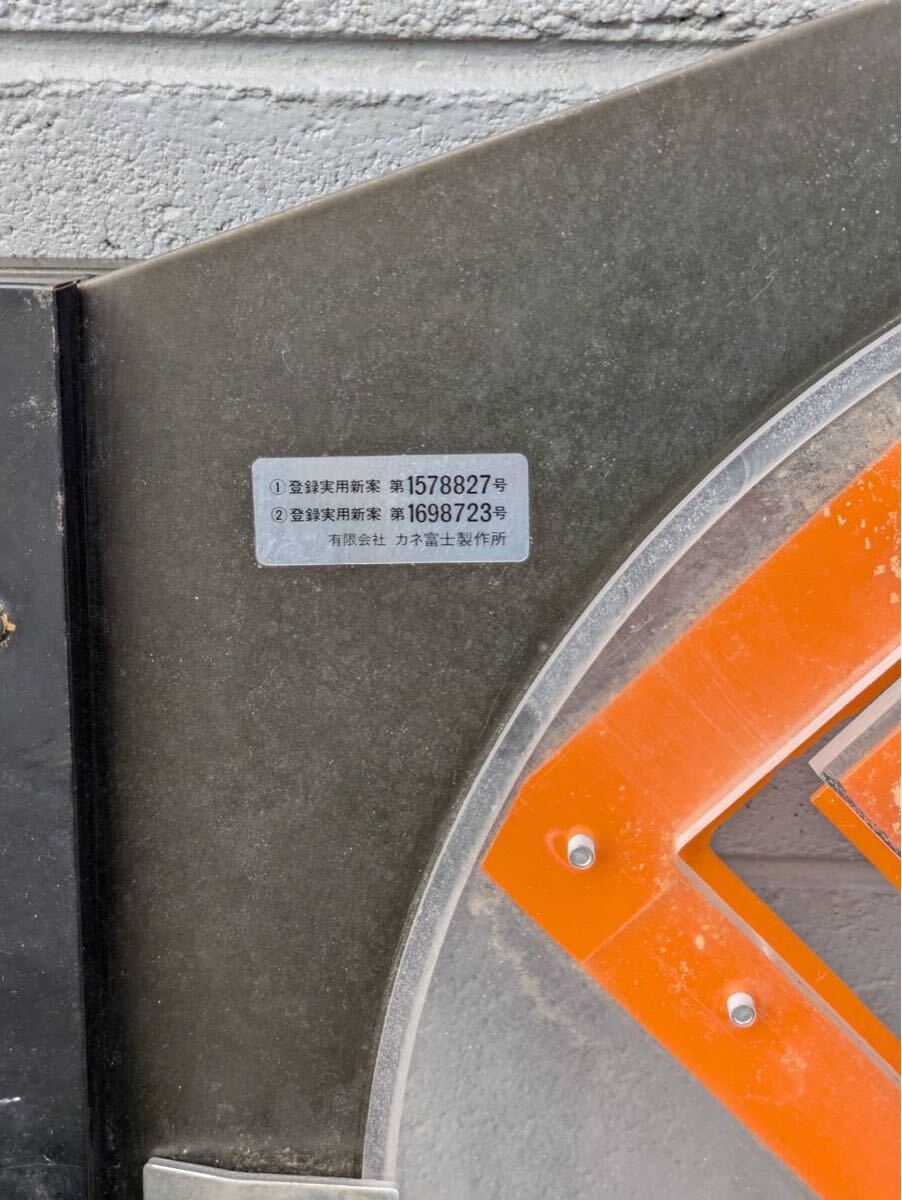 ①登録実用新案 第1578827号
②登録実用新案 第1698723号
有限会社 カネ富士製作所